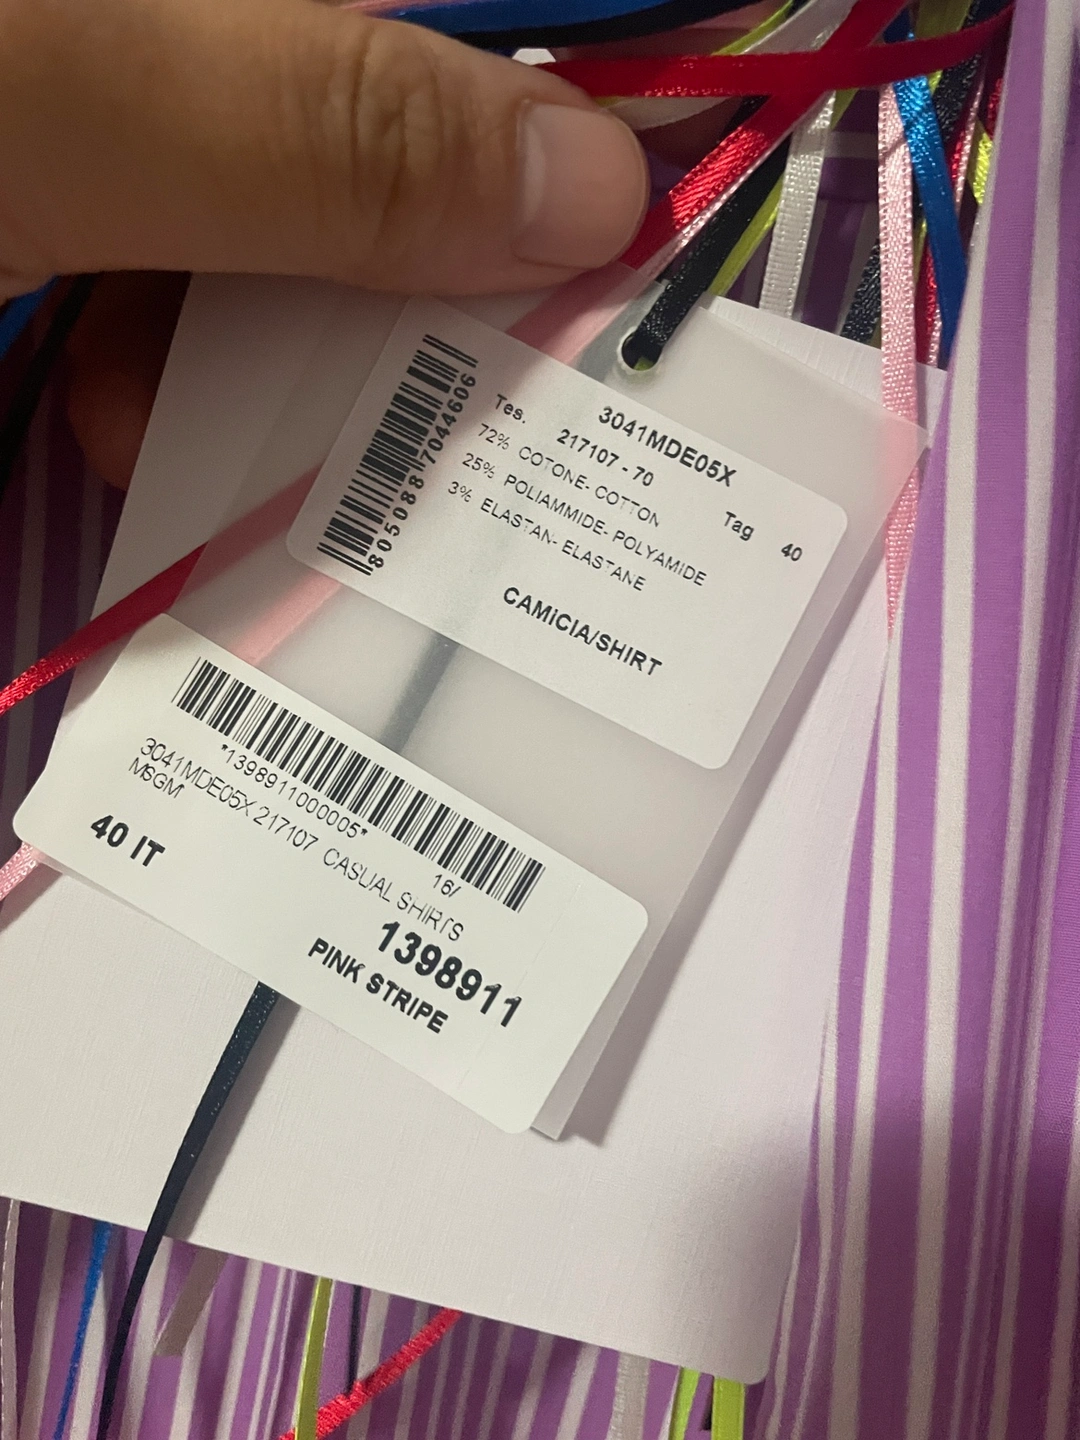 3041MDE05X
Tes. 217107 - 70
72% COTONE- COTTON
25% POLIAMMIDE- POLYAMIDE
3% ELASTAN- ELASTANE
Tag 40
CAMiCIA/SHIRT
8050887044606
*1398911000005*
16/
3041MDE05X 217107 CASUAL SHIRTS
MSGM
40 IT
1398911
PINK STRIPE